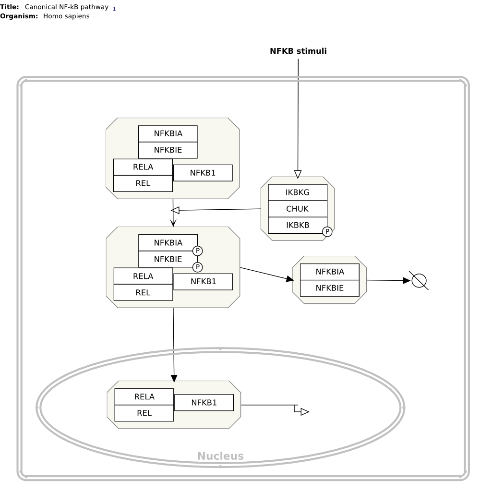 Title: Canonical NF-kB pathway 1
Organism: Homo sapiens
NFKB stimuli
NFKBIA
NFKBIE
RELA
NFKB1
REL
IKBKG
CHUK
IKBKB
P
NFKBIA
P
NFKBIE
P
RELA
NFKB1
REL
NFKBIA
NFKBIE
RELA
NFKB1
REL
Nucleus